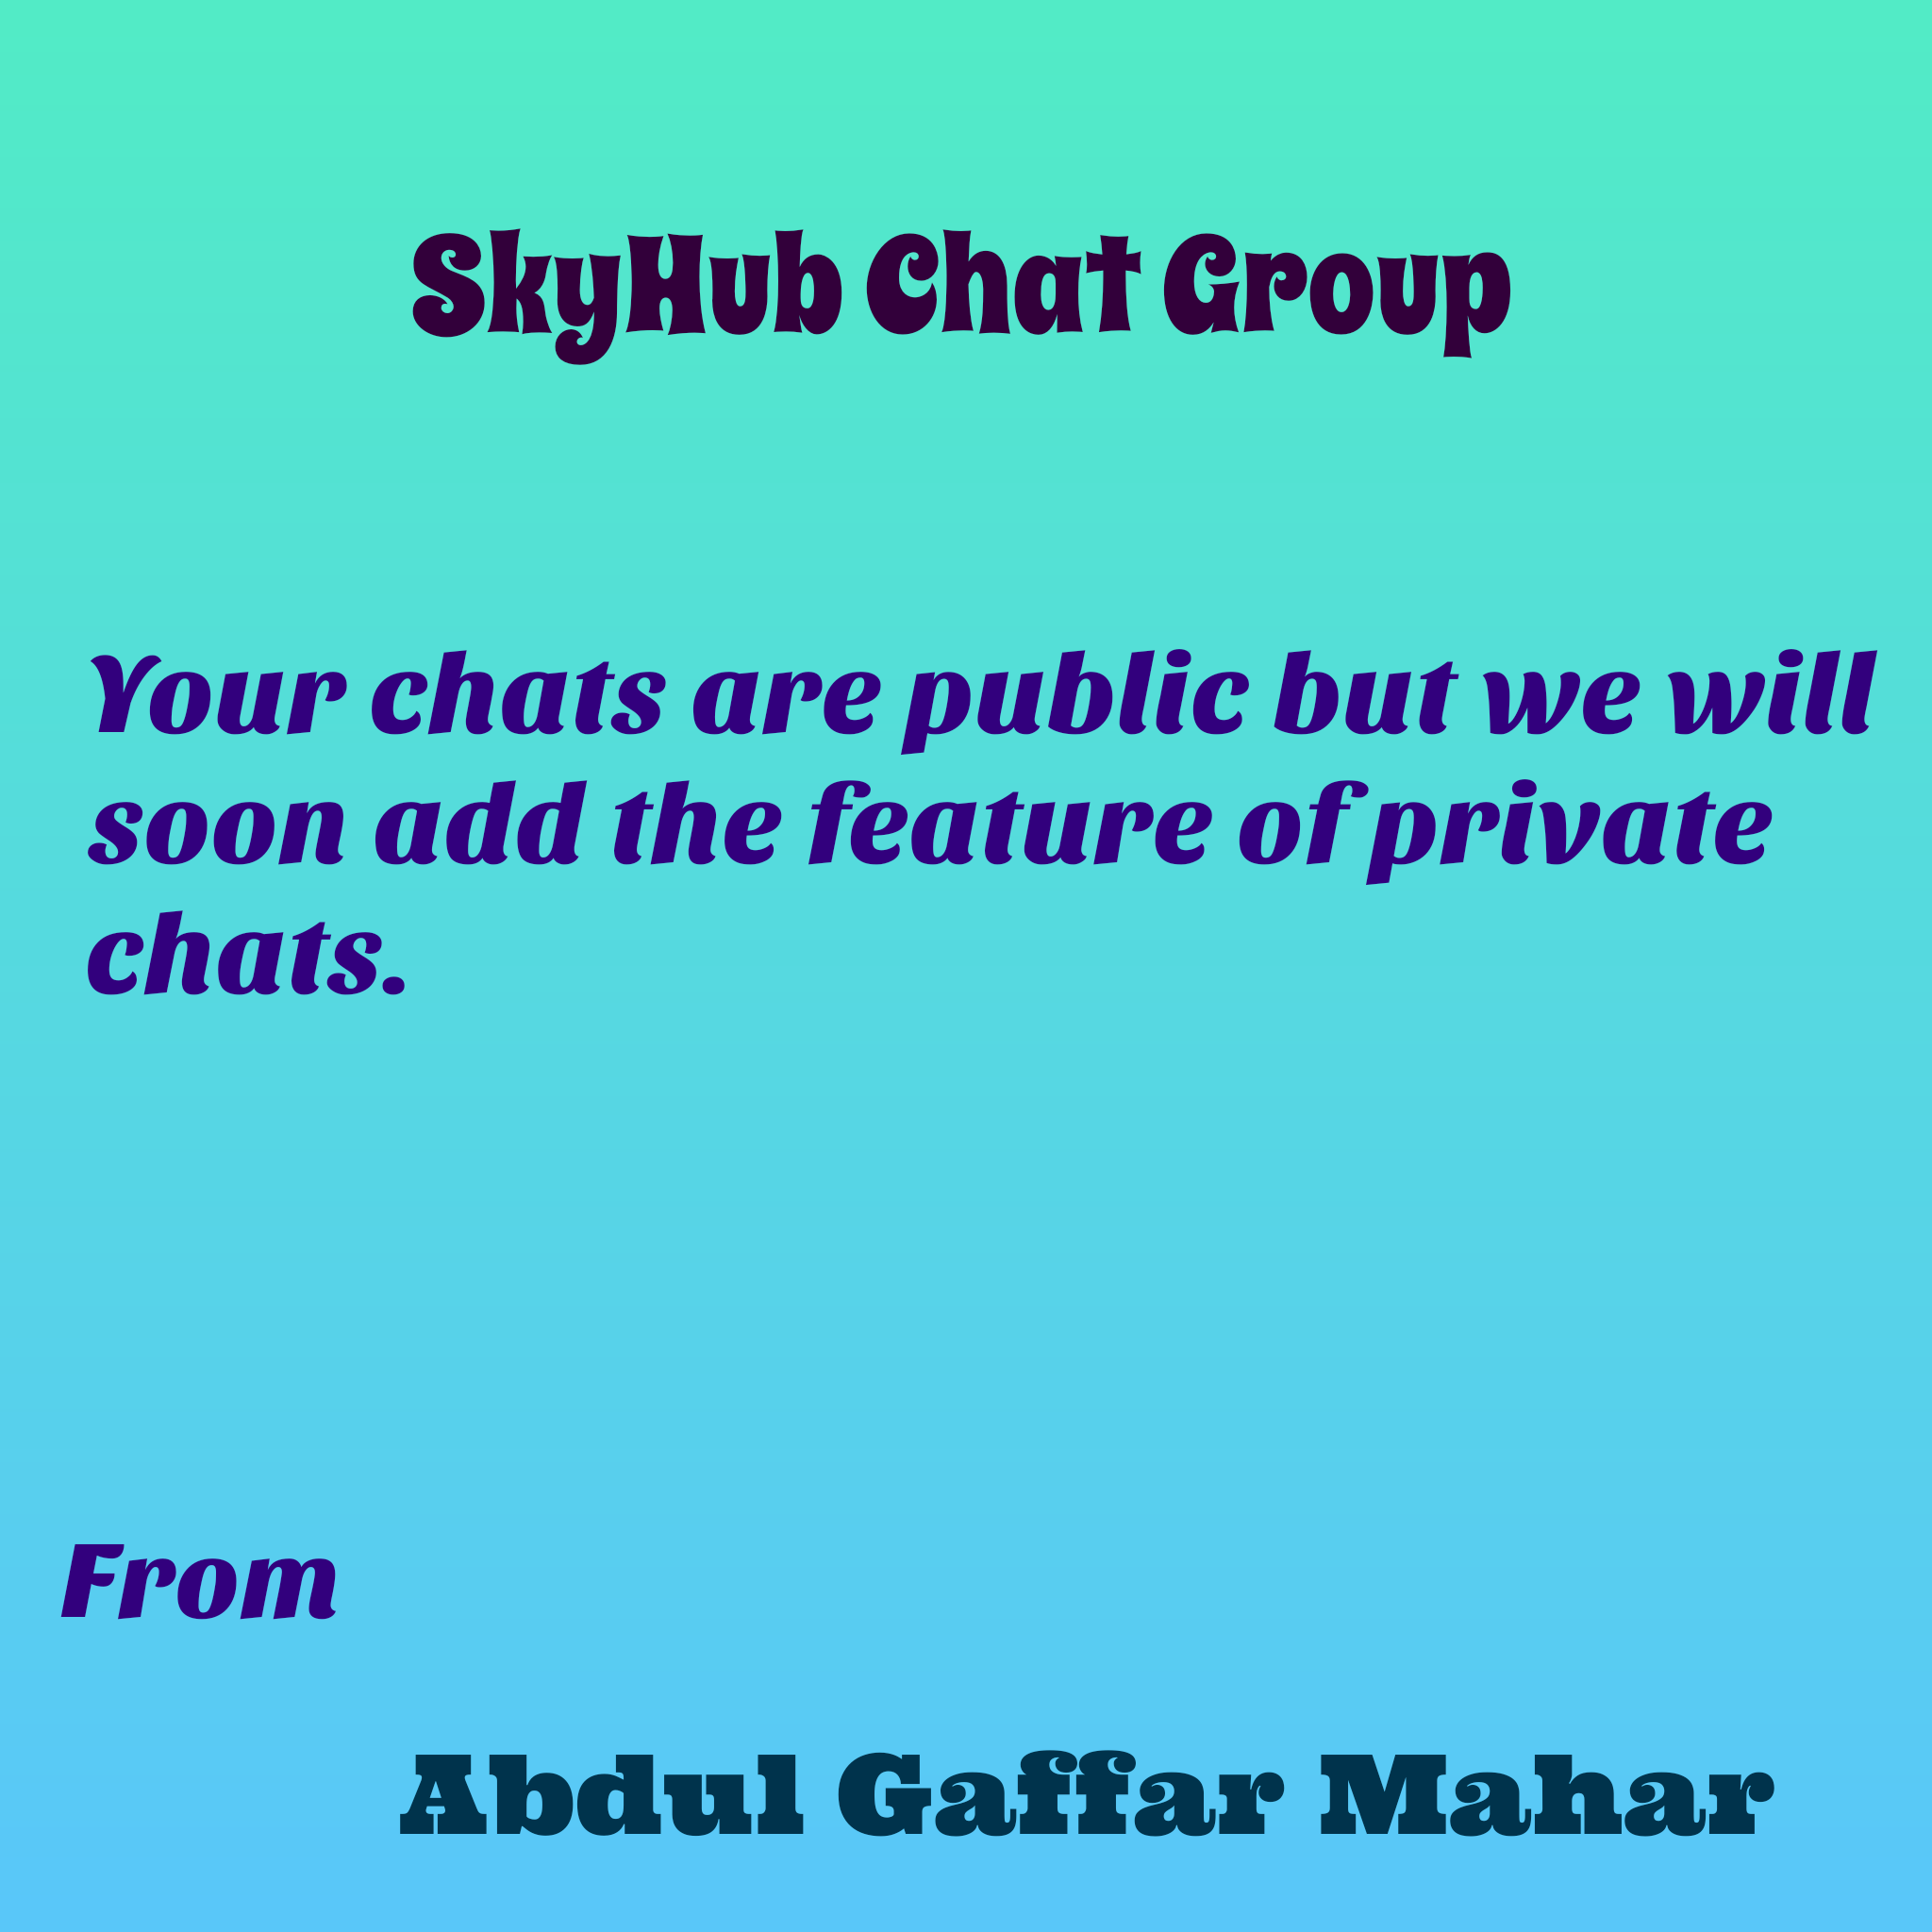 SkyHub Chat Group
Your chats are public but we will
soon add the feature of private
chats.
From
Abdul Gaffar Mahar